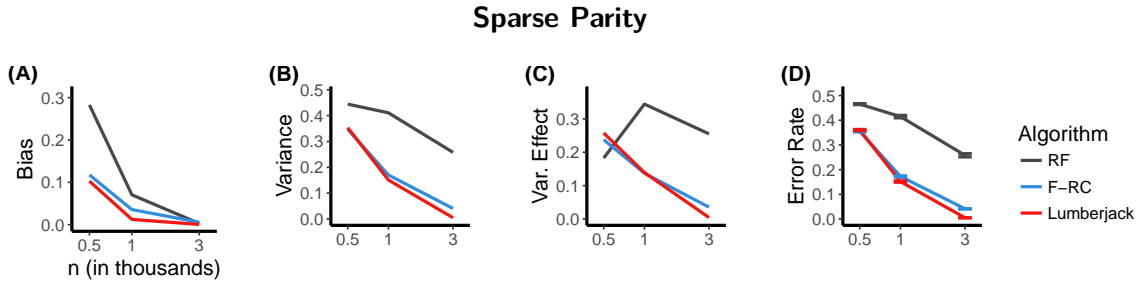 Sparse Parity
(A)
Bias
0.3
0.2
0.1
0.0
0.5 1 3
n (in thousands)
(B)
Variance
0.5
0.4
0.3
0.2
0.1
0.0
0.5 1 3
(C)
Var. Effect
0.3
0.2
0.1
0.0
0.5 1 3
(D)
Error Rate
0.5
0.4
0.3
0.2
0.1
0.0
0.5 1 3
Algorithm
RF
F−RC
Lumberjack